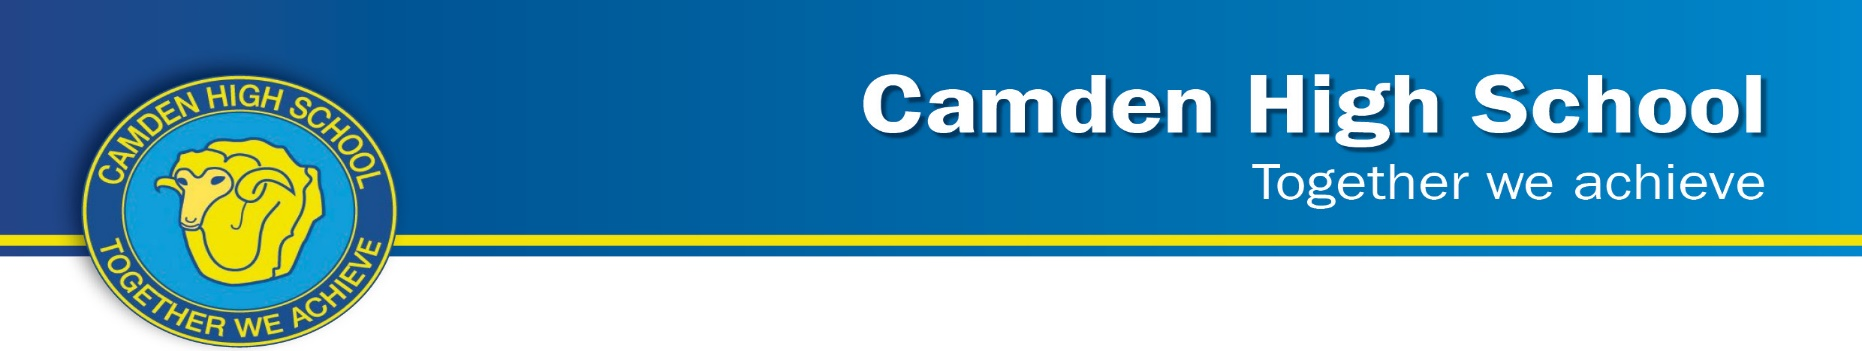 CAMDEN HIGH SCHOOL
TOGETHER WE ACHIEVE
Camden High School
Together we achieve